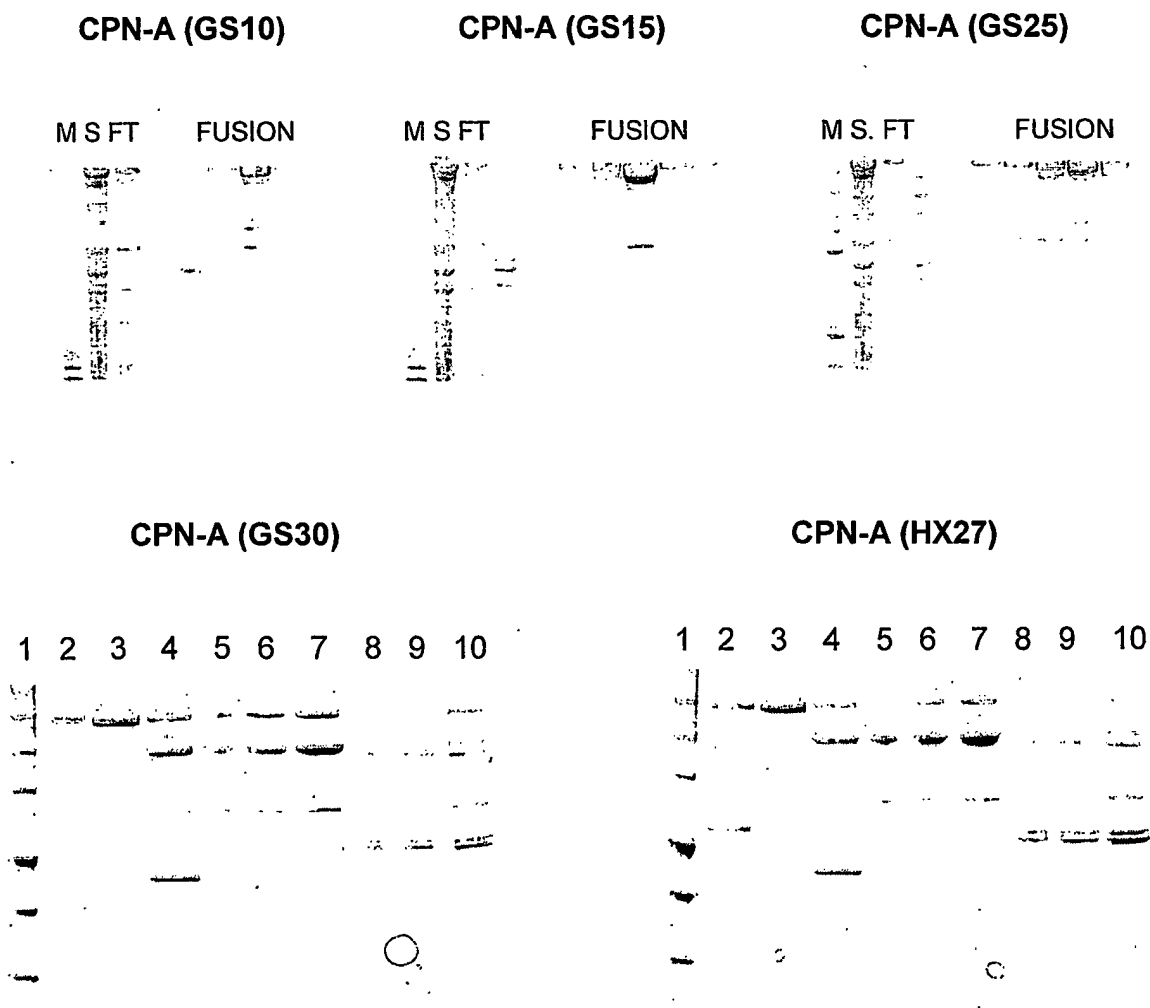 CPN-A (GS10) CPN-A (GS15) CPN-A (GS25)
M S FT FUSION M S FT FUSION M S. FT FUSION
CPN-A (GS30) CPN-A (HX27)
1 2 3 4 5 6 7 8 9 10 1 2 3 4 5 6 7 8 9 10